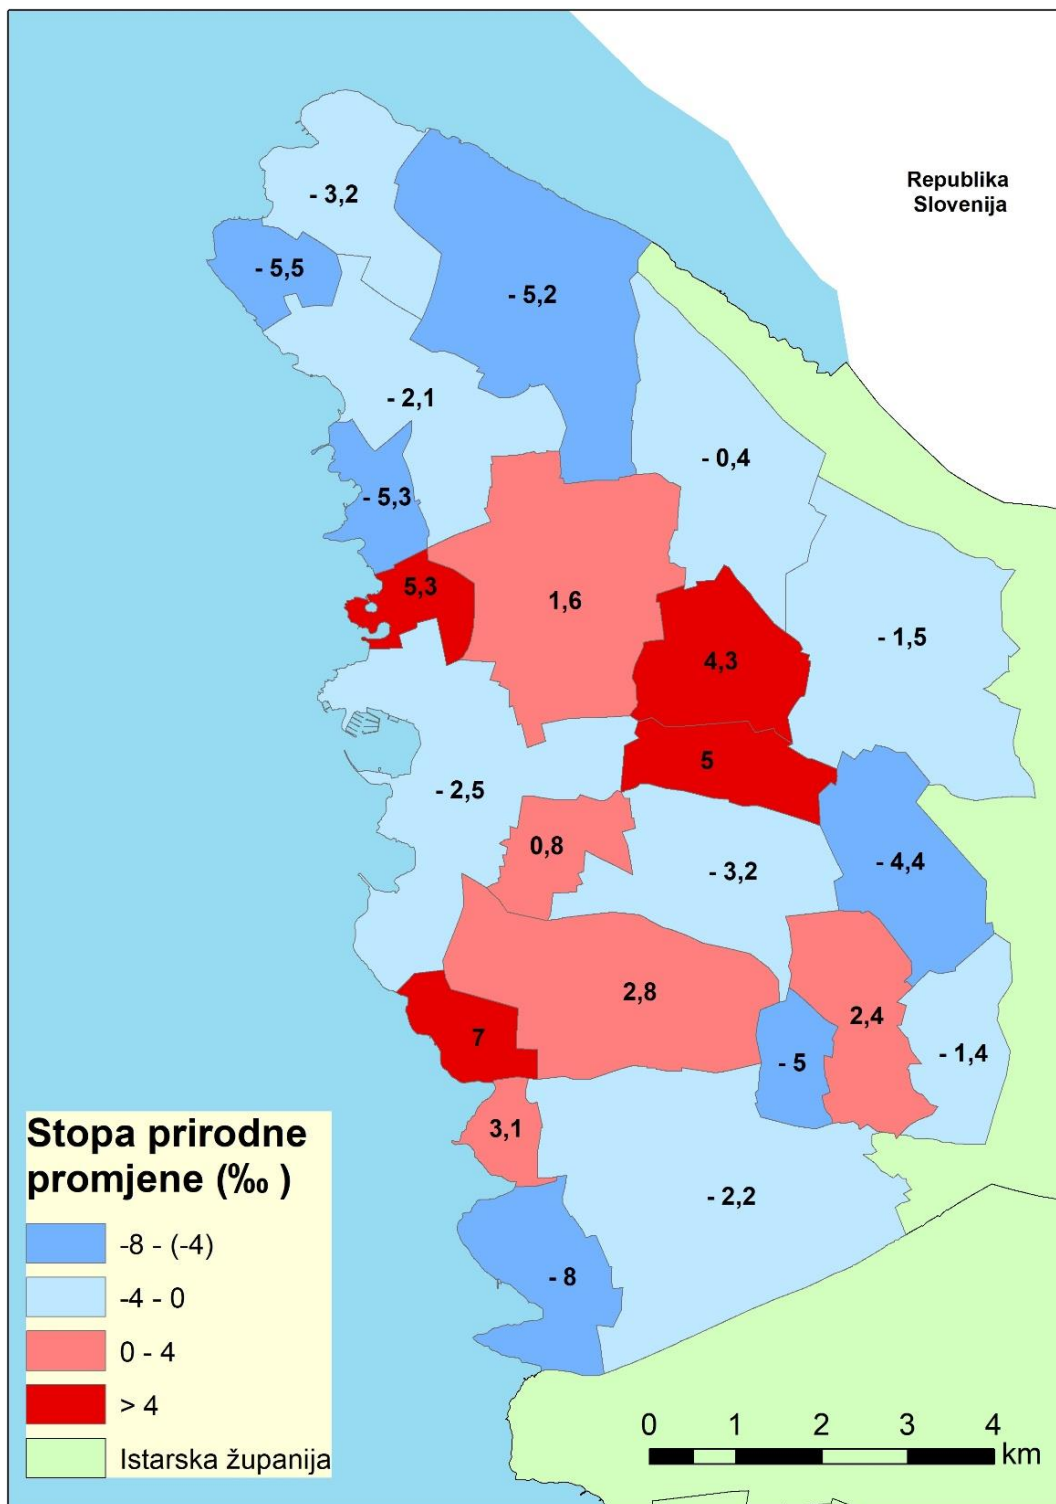 Republika
Slovenija
- 3,2
- 5,5
- 5,2
- 2,1
- 0,4
- 5,3
5,3
1,6
- 1,5
4,3
5
- 2,5
0,8
- 3,2
- 4,4
2,8
2,4
7
- 5
- 1,4
3,1
- 2,2
- 8
Stopa prirodne
promjene (‰ )
-8 - (-4)
-4 - 0
0 - 4
> 4
Istarska županija
0 1 2 3 4
km